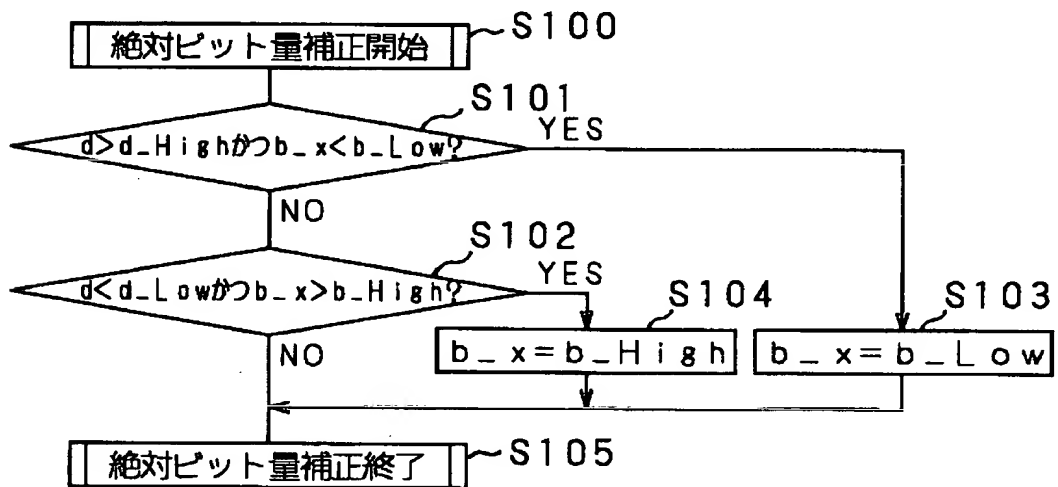 絶対ビット量補正開始
S100
S101
d>d_Highかつb_x<b_Low?
YES
NO
S102
d<d_Lowかつb_x>b_High?
YES
NO
S104
b_x=b_High
S103
b_x=b_Low
絶対ビット量補正終了
S105